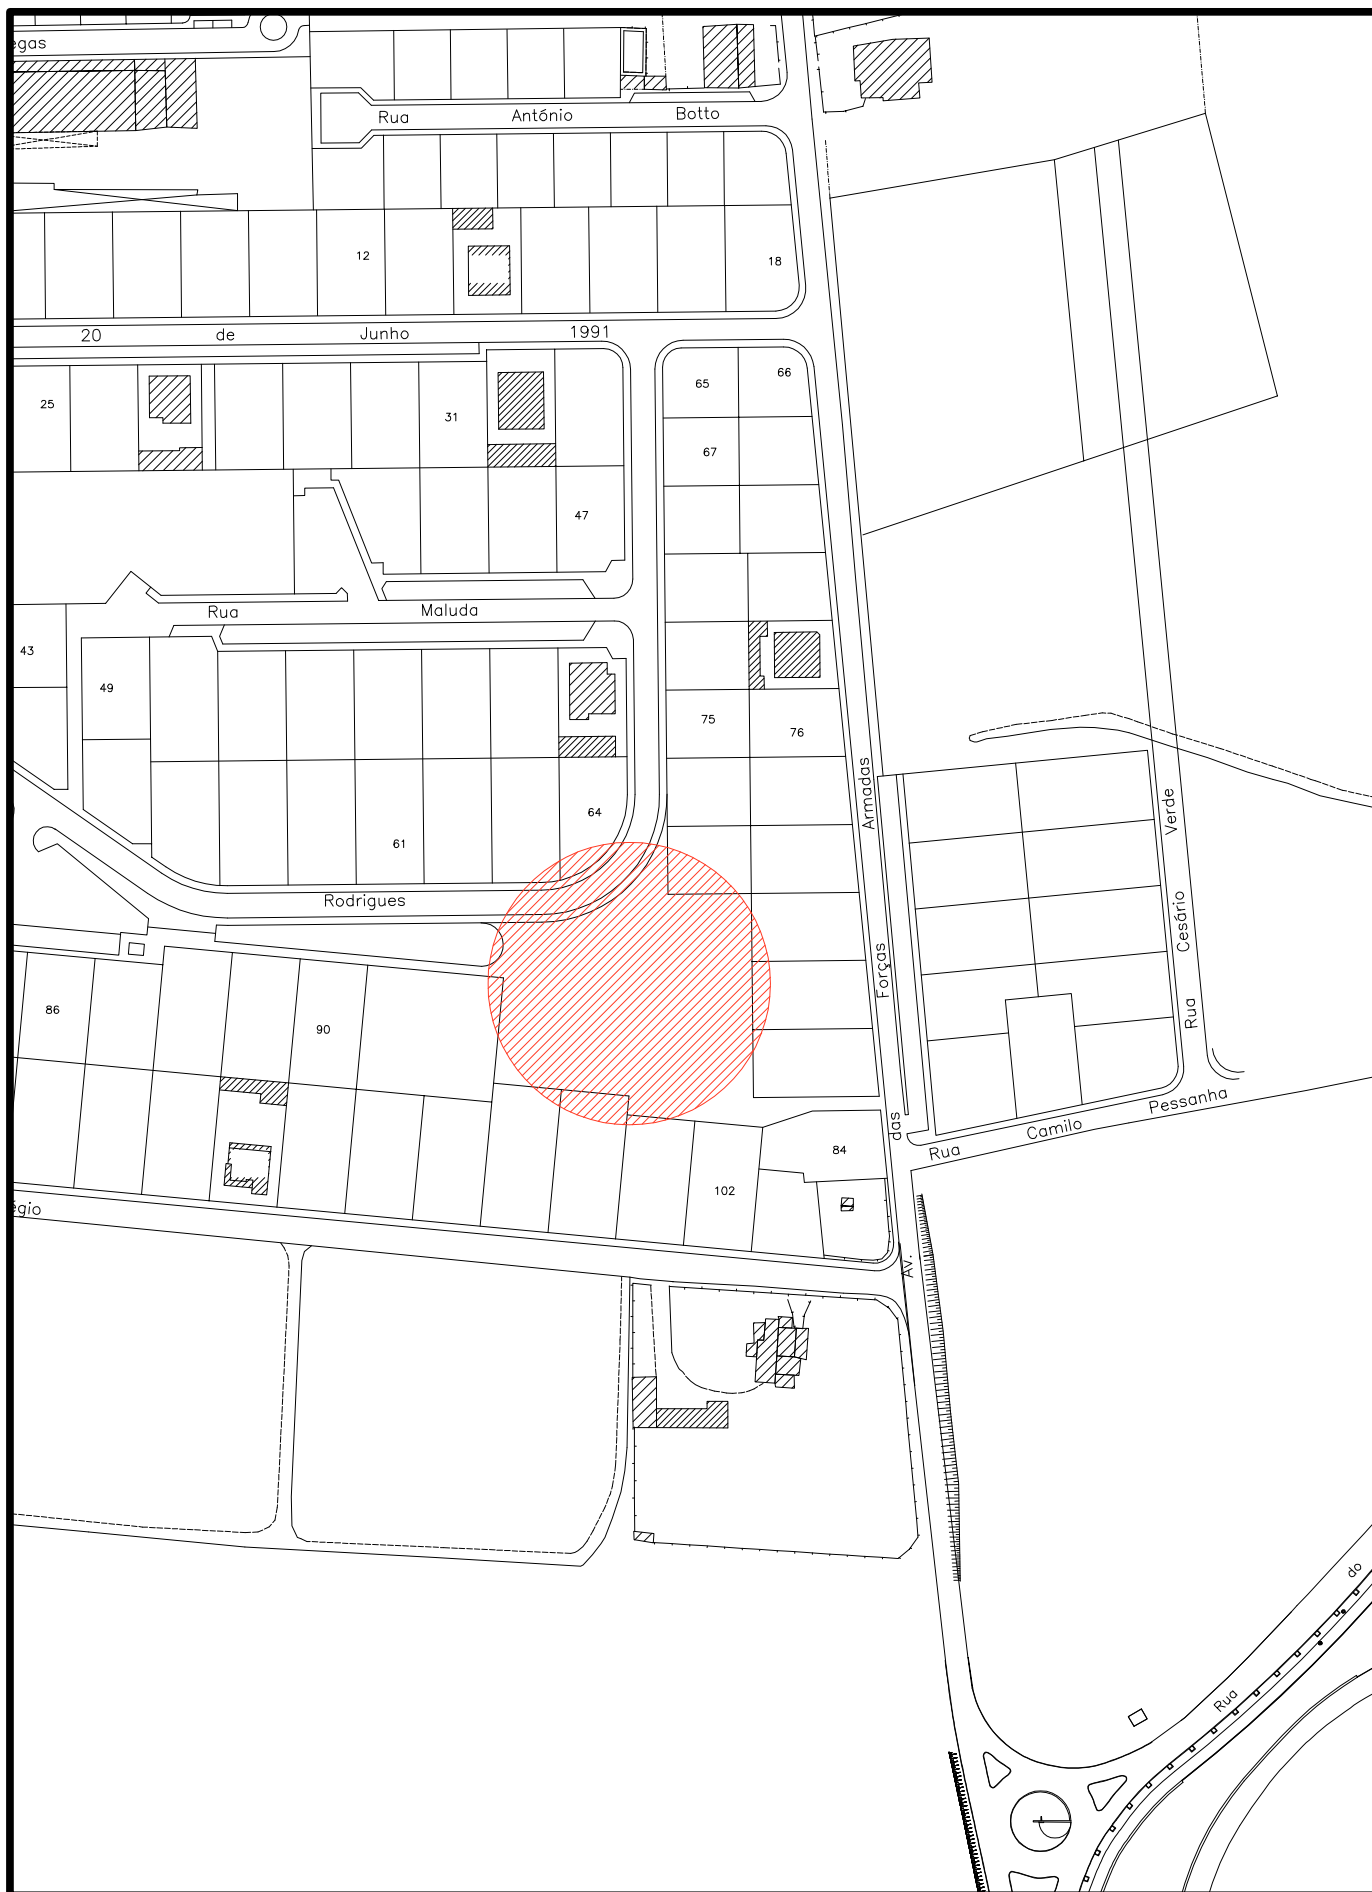 egas
Rua António Botto
12
18
20 de Junho 1991
65
66
25
31
67
47
Rua Maluda
43
49
75
76
Armadas
Verde
64
61
Rodrigues
Cesário
Forças
86
90
Rua
Pessanha
Camilo
das
Rua
84
102
égio
Av.
do
Rua